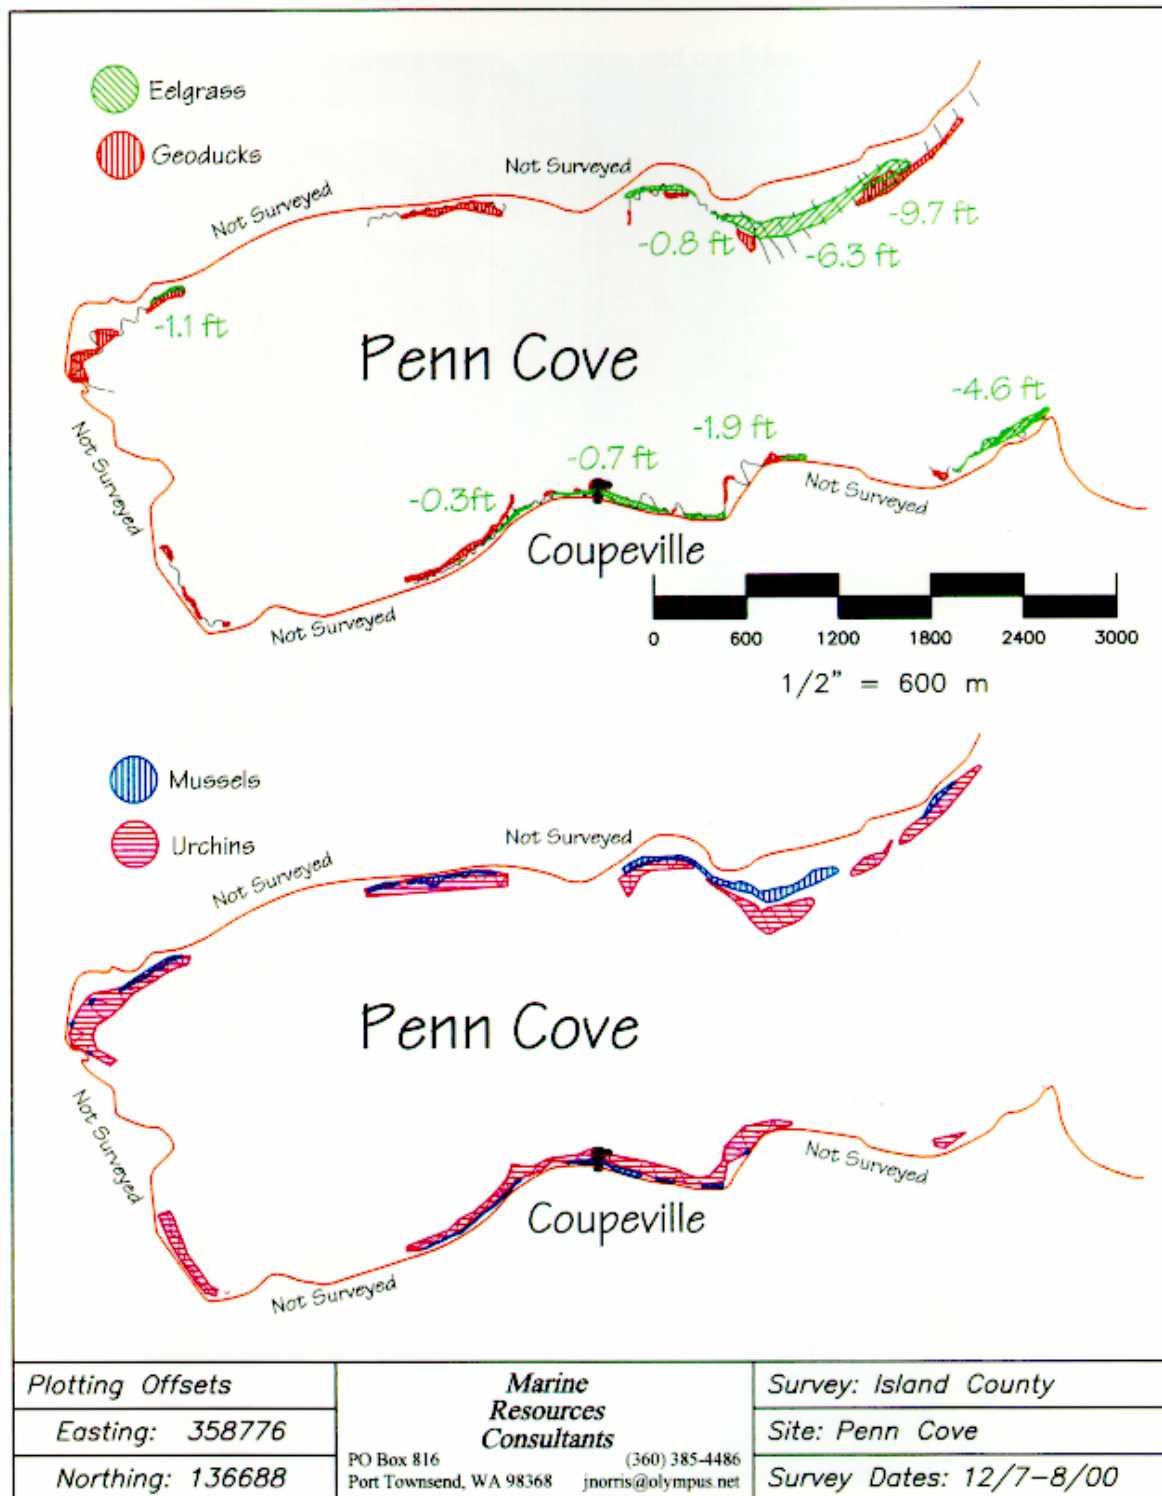 Eelgrass
Geoducks
Not Surveyed
Not Surveyed
-0.8 ft
-9.7 ft
-6.3 ft
-1.1 ft
Penn Cove
-4.6 ft
-1.9 ft
-0.7 ft
-0.3ft
Not Surveyed
Not Surveyed
Coupeville
Not Surveyed
0 600 1200 1800 2400 3000
1/2" = 600 m
Mussels
Urchins
Not Surveyed
Not Surveyed
Penn Cove
Not Surveyed
Not Surveyed
Coupeville
Not Surveyed
Plotting Offsets
Easting: 358776
Northing: 136688
Marine
Resources
Consultants
PO Box 816 (360) 385-4486
Port Townsend, WA 98368 jnorris@olympus.net
Survey: Island County
Site: Penn Cove
Survey Dates: 12/7-8/00